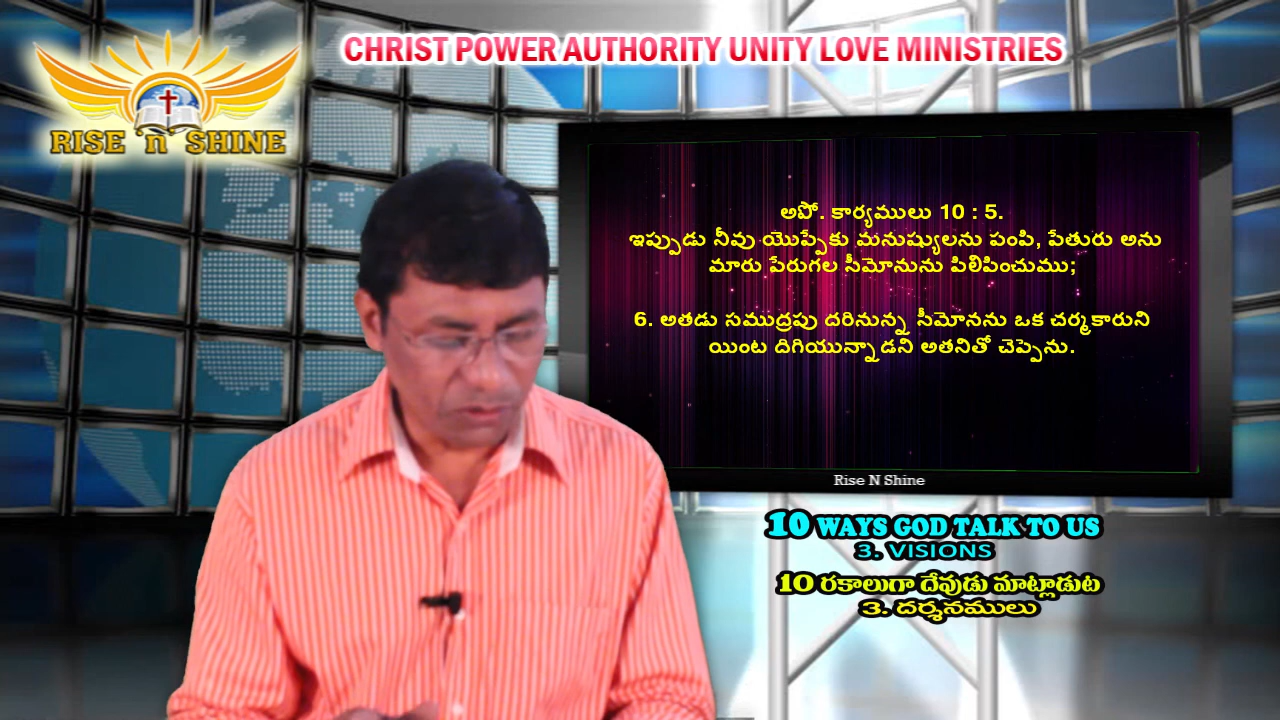 CHRIST POWER AUTHORITY UNITY LOVE MINISTRIES
RISE 'n' SHINE
అపో. కార్యములు 10 : 5.
ఇప్పుడు నీవు యొప్పేకు మనుష్యులను పంపి, పేతురు అను
మారు పేరుగల సీమోనును పిలిపించుము;
6. అతడు సముద్రపు దరినున్న సీమోనను ఒక చర్మకారుని
యింట దిగియున్నాడని అతనితో చెప్పెను.
Rise N Shine
10 WAYS GOD TALK TO US
3. VISIONS
10 రకాలుగా దేవుడు మాట్లాడుట
3. దర్శనములు